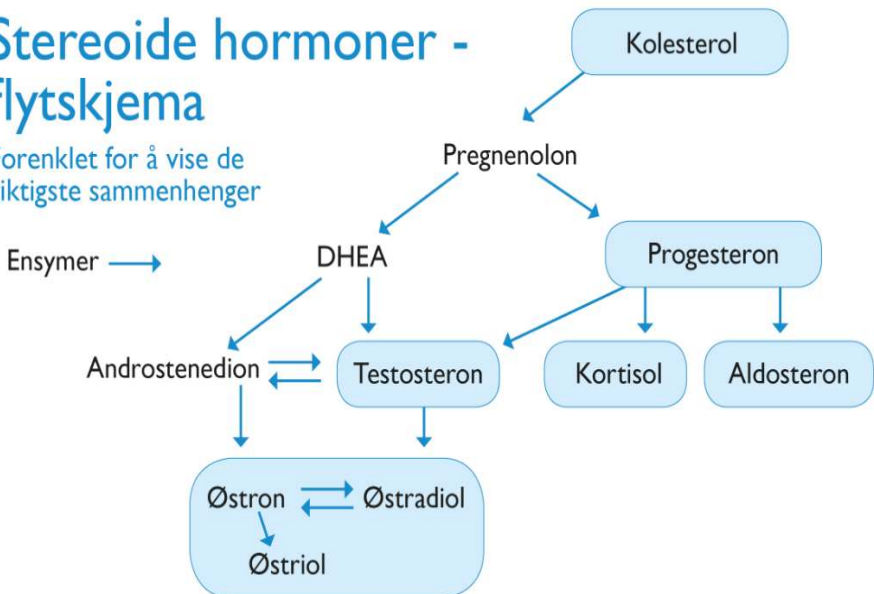 Stereoide hormoner -
flytskjema
orenklet for å vise de
iktigste sammenhenger
Ensymer
Kolesterol
Pregnenolon
DHEA
Progesteron
Androstenedion
Testosteron
Kortisol
Aldosteron
Østron
Østradiol
Østriol